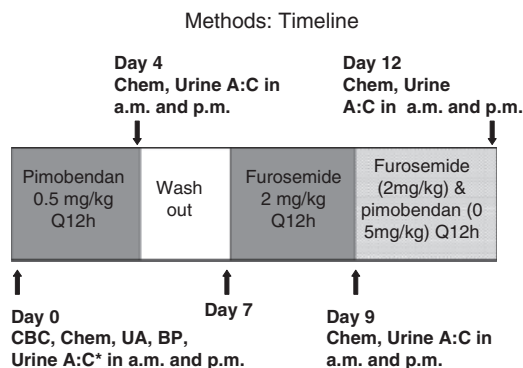 Methods: Timeline
Day 4
Chem, Urine A:C in
a.m. and p.m.
Day 12
Chem, Urine
A:C in a.m. and p.m.
Pimobendan
0.5 mg/kg
Q12h
Wash
out
Furosemide
2 mg/kg
Q12h
Furosemide
(2mg/kg) &
pimobendan (0
5mg/kg) Q12h
Day 0
CBC, Chem, UA, BP,
Urine A:C* in a.m. and p.m.
Day 7
Day 9
Chem, Urine A:C in
a.m. and p.m.